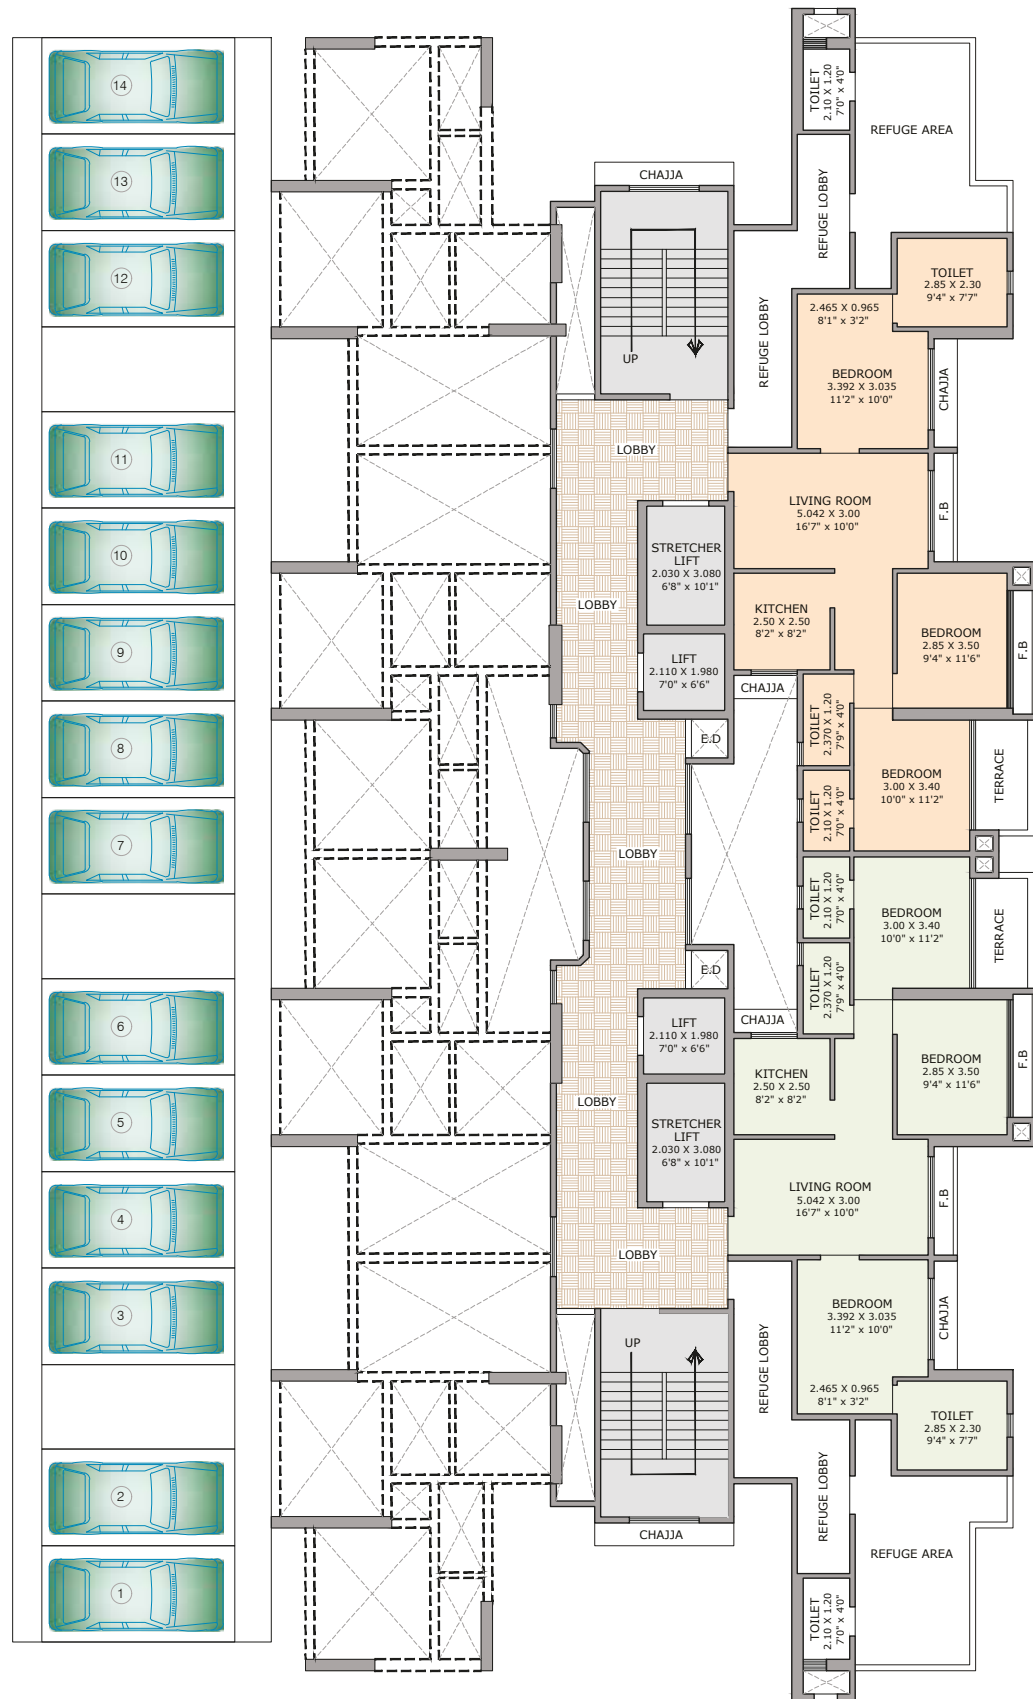 14
13
12
11
10
9
8
7
6
5
4
3
2
1
TOILET
2.10 X 1.20
7'0" x 4'0"
REFUGE AREA
REFUGE LOBBY
CHAJJA
REFUGE LOBBY
UP
TOILET
2.85 X 2.30
9'4" x 7'7"
2.465 X 0.965
8'1" x 3'2"
BEDROOM
3.392 X 3.035
11'2" x 10'0"
CHAJJA
LOBBY
LIVING ROOM
5.042 X 3.00
16'7" x 10'0"
F.B
STRETCHER
LIFT
2.030 X 3.080
6'8" x 10'1"
LOBBY
KITCHEN
2.50 X 2.50
8'2" x 8'2"
BEDROOM
2.85 X 3.50
9'4" x 11'6"
F.B
LIFT
2.110 X 1.980
7'0" x 6'6"
CHAJJA
TOILET
2.370 X 1.20
7'9" x 4'0"
E.D
BEDROOM
3.00 X 3.40
10'0" x 11'2"
TERRACE
TOILET
2.10 X 1.20
7'0" x 4'0"
LOBBY
TOILET
2.10 X 1.20
7'0" x 4'0"
BEDROOM
3.00 X 3.40
10'0" x 11'2"
TERRACE
E.D
TOILET
2.370 X 1.20
7'9" x 4'0"
CHAJJA
LIFT
2.110 X 1.980
7'0" x 6'6"
KITCHEN
2.50 X 2.50
8'2" x 8'2"
BEDROOM
2.85 X 3.50
9'4" x 11'6"
F.B
LOBBY
STRETCHER
LIFT
2.030 X 3.080
6'8" x 10'1"
LIVING ROOM
5.042 X 3.00
16'7" x 10'0"
F.B
LOBBY
BEDROOM
3.392 X 3.035
11'2" x 10'0"
CHAJJA
UP
REFUGE LOBBY
2.465 X 0.965
8'1" x 3'2"
TOILET
2.85 X 2.30
9'4" x 7'7"
REFUGE LOBBY
CHAJJA
REFUGE AREA
TOILET
2.10 X 1.20
7'0" x 4'0"